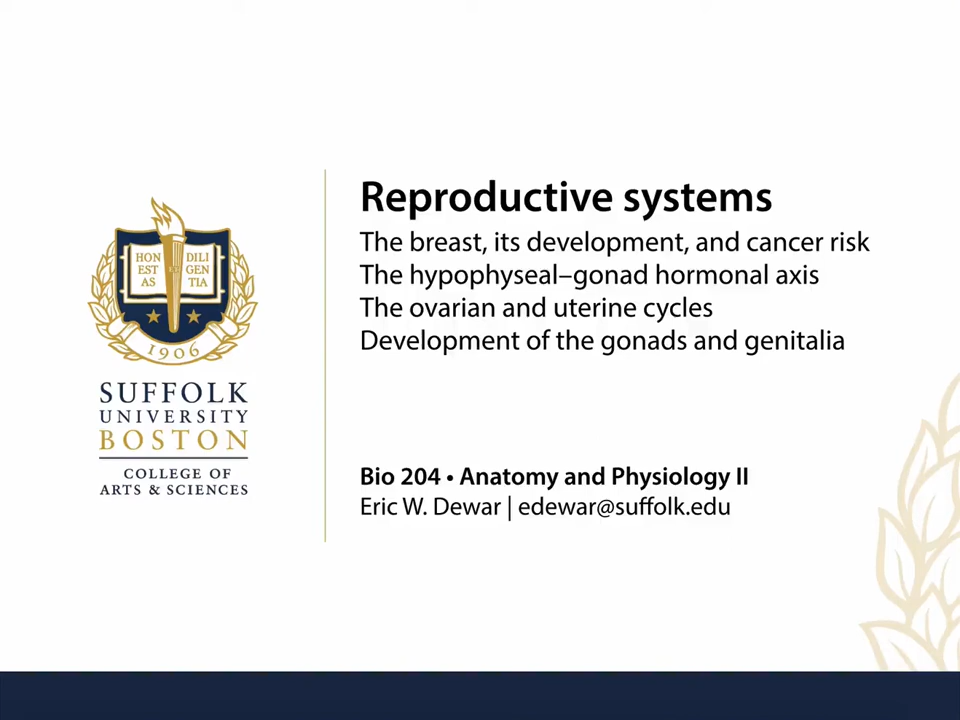 HON
EST
AS
ET
DILI
GEN
TIA
1906
SUFFOLK
UNIVERSITY
BOSTON
COLLEGE OF
ARTS & SCIENCES
Reproductive systems
The breast, its development, and cancer risk
The hypophyseal–gonad hormonal axis
The ovarian and uterine cycles
Development of the gonads and genitalia
Bio 204 • Anatomy and Physiology II
Eric W. Dewar | edewar@suffolk.edu